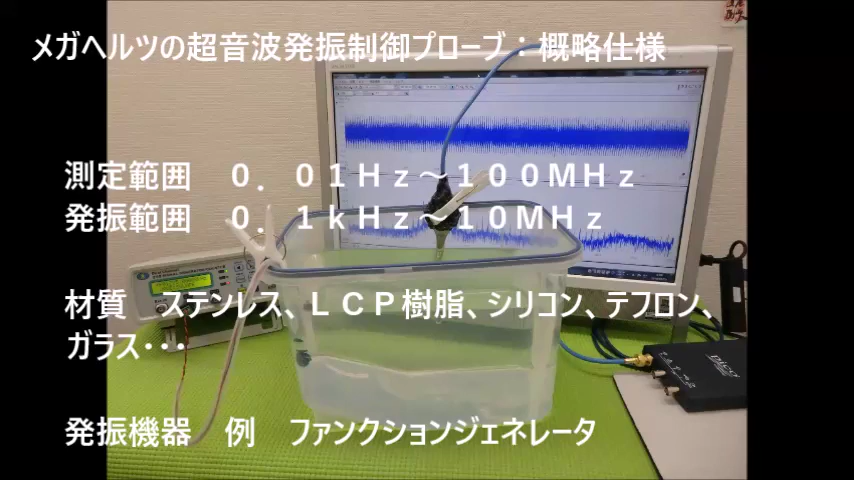 メガヘルツの超音波発振制御プローブ：概略仕様
測定範囲　０．０１Ｈｚ～１００ＭＨｚ
発振範囲　０．１ｋＨｚ～１０ＭＨｚ
材質　ステンレス、ＬＣＰ樹脂、シリコン、テフロン、
ガラス･･･
発振機器　例　ファンクションジェネレータ
pico